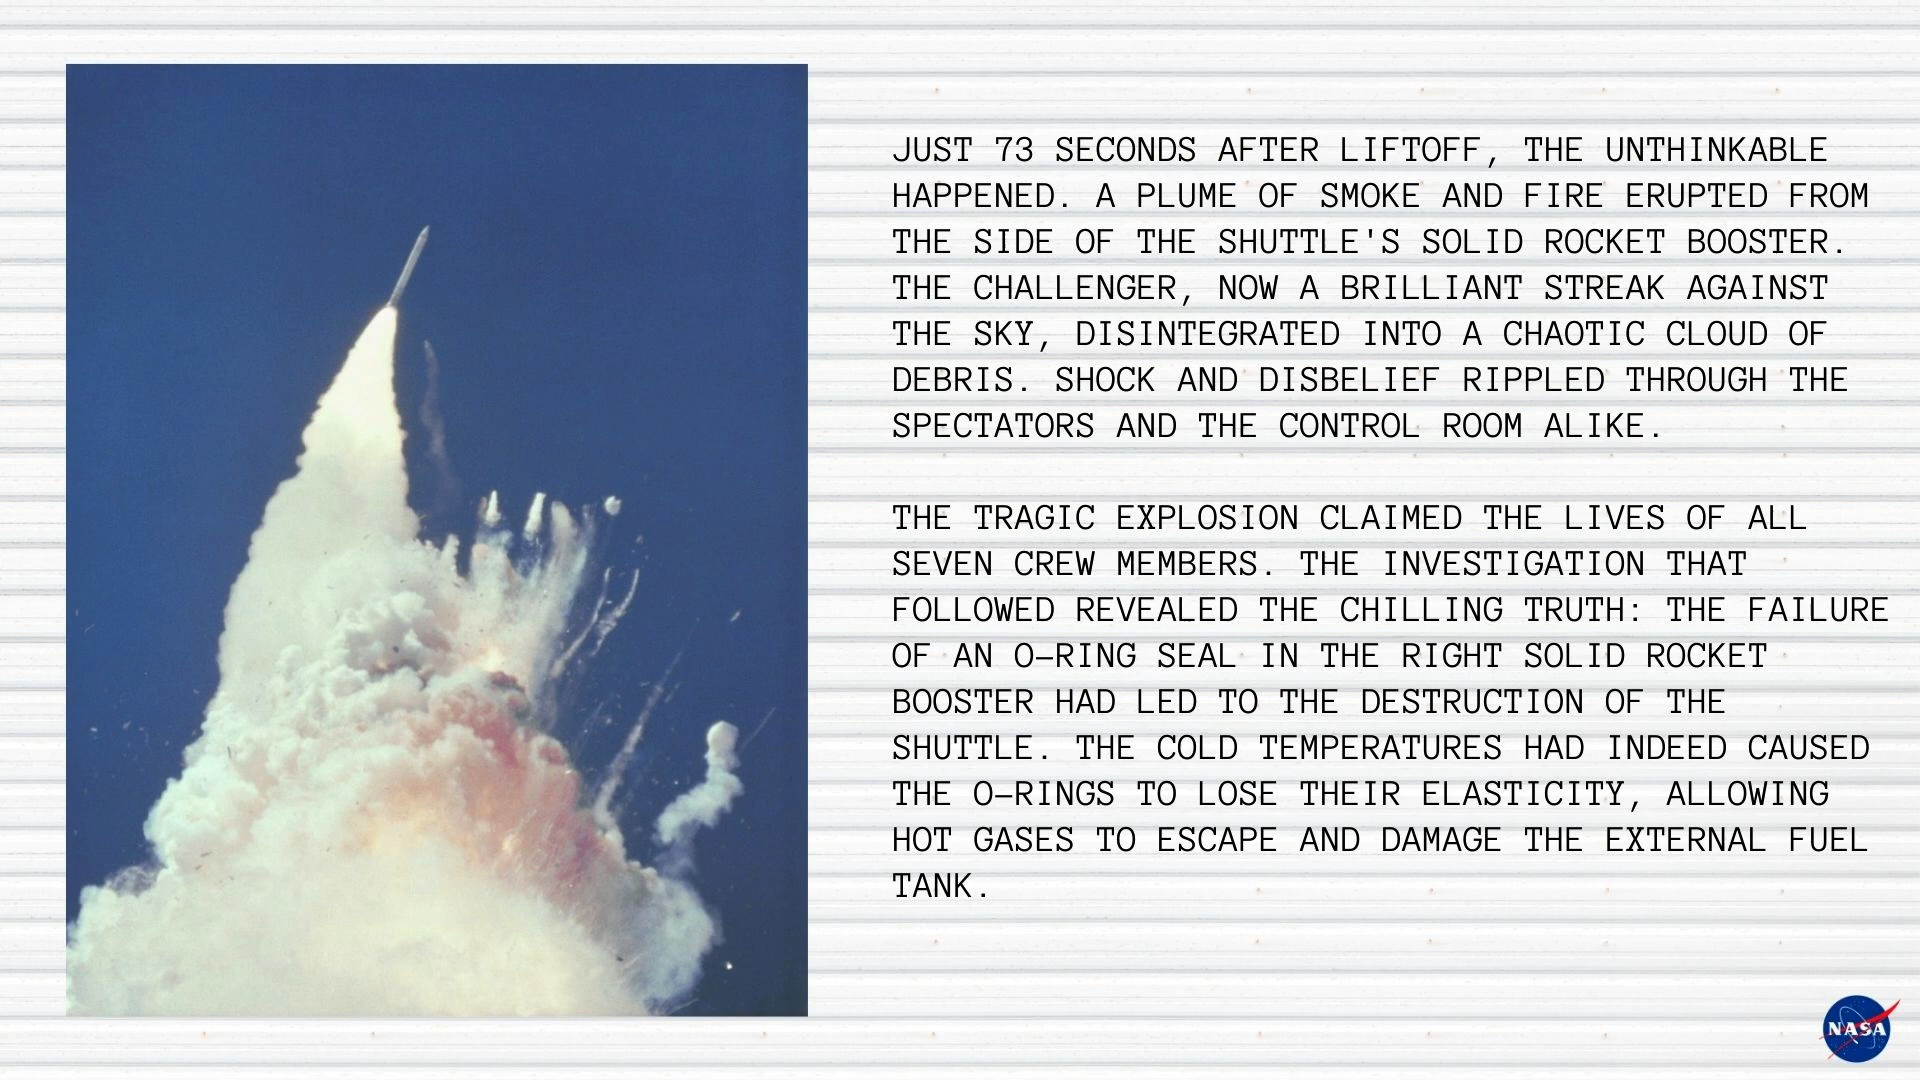 JUST 73 SECONDS AFTER LIFTOFF, THE UNTHINKABLE
HAPPENED. A PLUME OF SMOKE AND FIRE ERUPTED FROM
THE SIDE OF THE SHUTTLE'S SOLID ROCKET BOOSTER.
THE CHALLENGER, NOW A BRILLIANT STREAK AGAINST
THE SKY, DISINTEGRATED INTO A CHAOTIC CLOUD OF
DEBRIS. SHOCK AND DISBELIEF RIPPLED THROUGH THE
SPECTATORS AND THE CONTROL ROOM ALIKE.

THE TRAGIC EXPLOSION CLAIMED THE LIVES OF ALL
SEVEN CREW MEMBERS. THE INVESTIGATION THAT
FOLLOWED REVEALED THE CHILLING TRUTH: THE FAILURE
OF AN O-RING SEAL IN THE RIGHT SOLID ROCKET
BOOSTER HAD LED TO THE DESTRUCTION OF THE
SHUTTLE. THE COLD TEMPERATURES HAD INDEED CAUSED
THE O-RINGS TO LOSE THEIR ELASTICITY, ALLOWING
HOT GASES TO ESCAPE AND DAMAGE THE EXTERNAL FUEL
TANK.
NASA